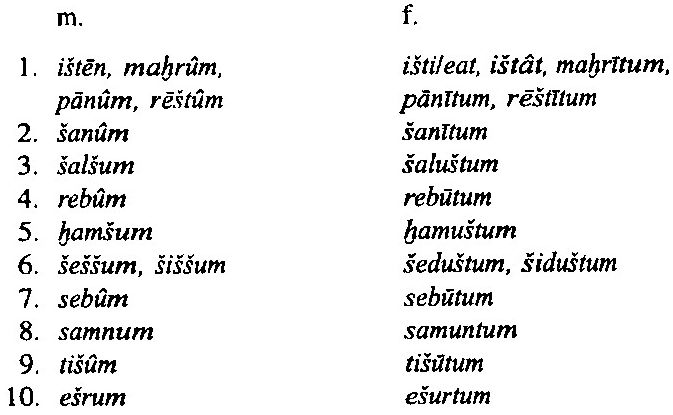 m. f.
1. ištēn, maḫrûm, išti/eat, ištât, maḫrītum,
pānûm, rēštûm pānītum, rēštītum
2. šanûm šanītum
3. šalšum šaluštum
4. rebûm rebūtum
5. ḫamšum ḫamuštum
6. šeššum, šiššum šeduštum, šiduštum
7. sebûm sebūtum
8. samnum samuntum
9. tišûm tišūtum
10. ešrum ešurtum